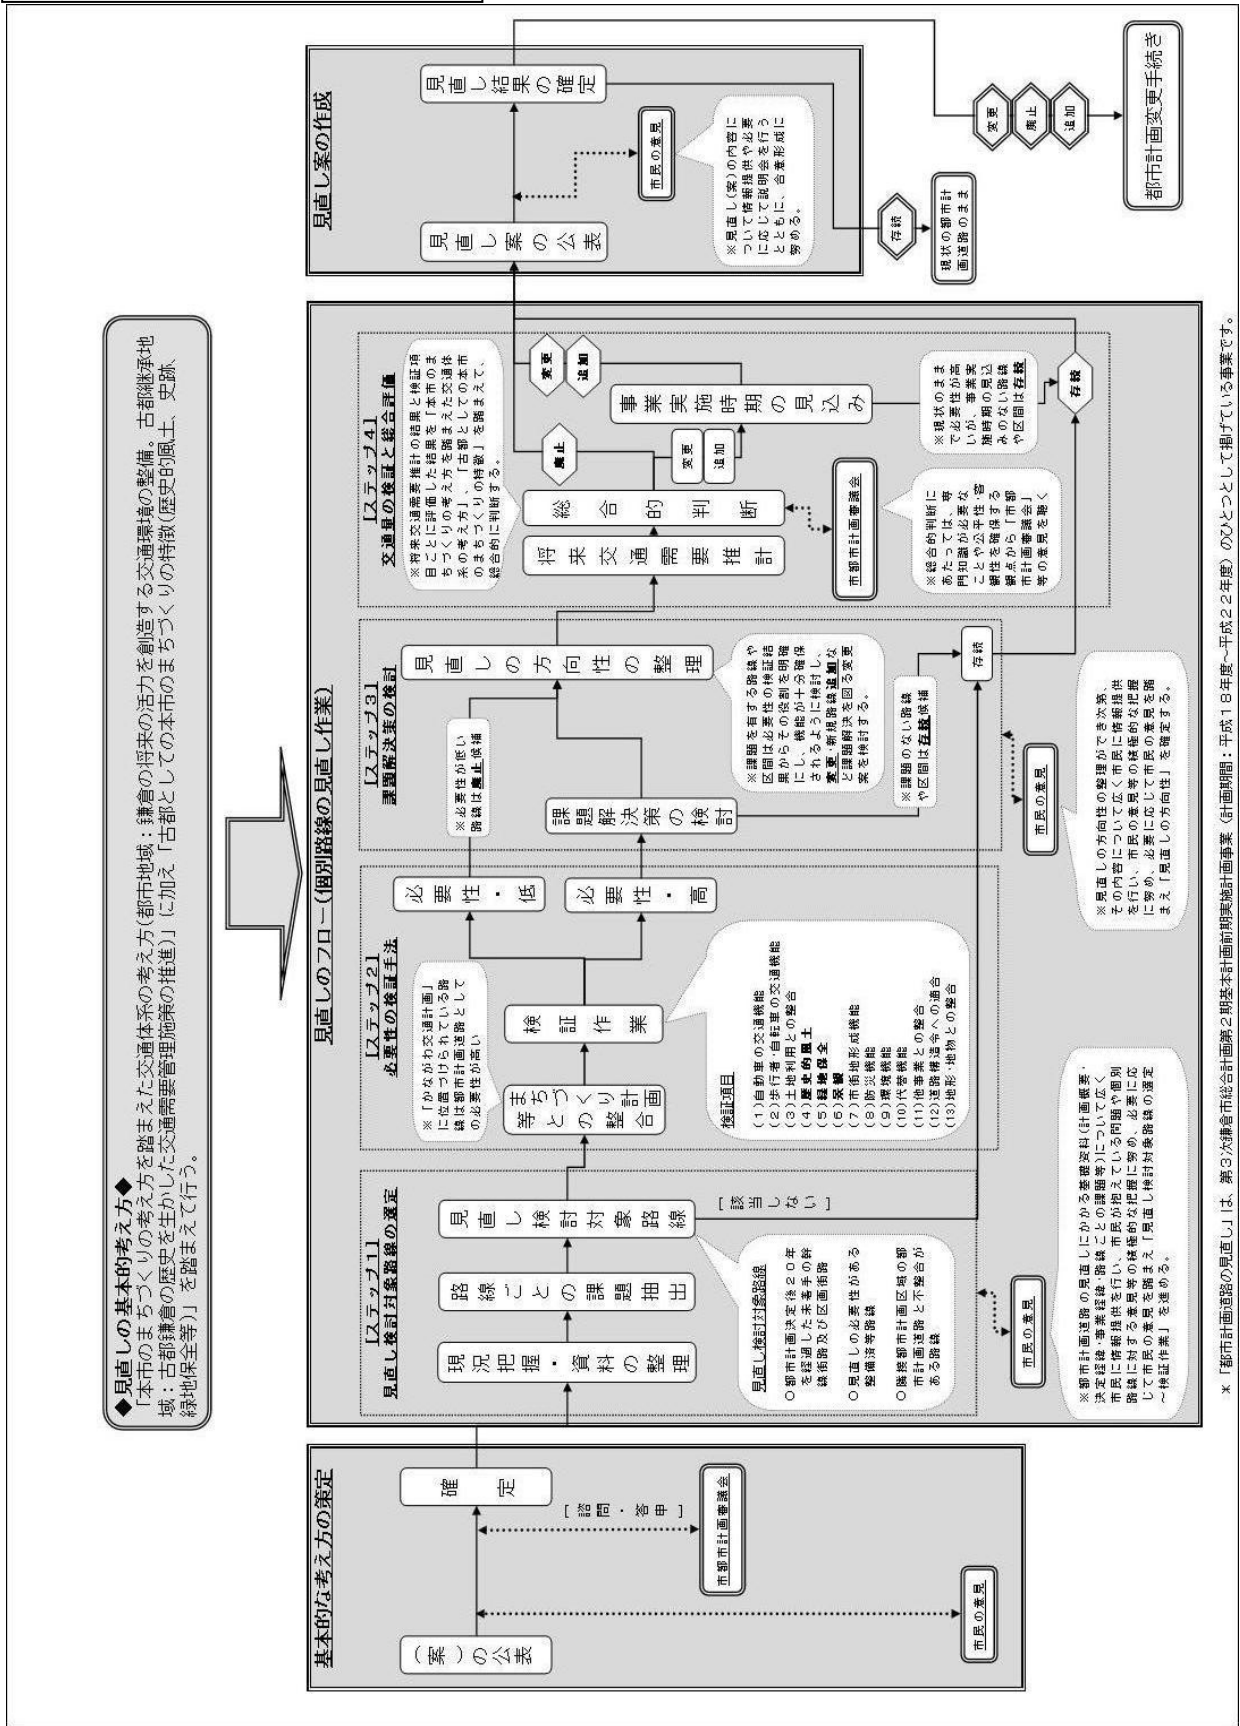 ◆見直しの基本的考え方◆
「本市のまちづくりの考え方を踏まえた交通体系の考え方(都市地域：鎌倉の将来の活力を創造する交通環境の整備。古都継承地
域：古都鎌倉の歴史を生かした交通需要管理施策の推進)」に加え「古都としての本市のまちづくりの特徴(歴史的風土、史跡、
緑地保全等)」を踏まえて行う。
基本的な考え方の策定
(案)の公表
確定
[諮問・答申]
市都市計画審議会
市民の意見
見直しのフロー(個別路線の見直し作業)
[ステップ1]
見直し検討対象路線の選定
現況把握・資料の整理
路線ごとの課題抽出
見直し検討対象路線
[該当しない]
見直し検討対象路線
○都市計画決定後20年
を経過した未着手の幹
線街路及び区画街路
○見直しの必要性がある
整備済等路線
○隣接都市計画区域の都
市計画道路と不整合が
ある路線
市民の意見
※都市計画道路の見直しにかかる基礎資料(計画概要・
決定経緯・事業経緯・路線ごとの課題等)について広く
市民に情報提供を行い、市民が抱えている問題や個別
路線に対する意見等の積極的な把握に努め、必要に応
じて市民の意見を踏まえ「見直し検討対象路線の選定
～検証作業」を進める。
[ステップ2]
必要性の検証手法
※「かながわ交通計画」
に位置づけられている路
線は都市計画道路として
の必要性が高い
まちづくり計画
等との整合
検証作業
必要性・低
必要性・高
検証項目
(1)自動車の交通機能
(2)歩行者・自転車の交通機能
(3)土地利用との整合
(4)歴史的風土
(5)緑地保全
(6)景観
(7)市街地形成機能
(8)防災機能
(9)環境機能
(10)代替機能
(11)他事業との整合
(12)道路構造令への適合
(13)地形・地物との整合
[ステップ3]
課題解決策の検討
※必要性が低い
路線は廃止候補
課題解決策の検討
見直しの方向性の整理
※課題を有する路線や
区間は必要性の検証結
果からその役割を明確
にし、機能が十分確保
されるように検討し、
変更・新規路線追加な
ど課題解決を図る変更
案を検討する。
※課題のない路線
や区間は存続候補
存続
市民の意見
※見直しの方向性の整理ができ次第、
その内容について広く市民に情報提供
を行い、市民の意見等の積極的な把握
に努め、必要に応じて市民の意見を踏
まえ「見直しの方向性」を確定する。
[ステップ4]
交通量の検証と総合評価
※将来交通需要推計の結果と検証項
目ごとに評価した結果を「本市のま
ちづくりの考え方を踏まえた交通体
系の考え方」、「古都としての本市
のまちづくりの特徴」を踏まえて、
総合的に判断する。
将来交通需要推計
総合的判断
廃止
変更
追加
事業実施時期の見込み
変更
追加
市都市計画審議会
※総合的判断に
あたっては、専
門知識が必要な
ことや公平性・客
観性を確保する
観点から「市都
市計画審議会」
等の意見を聴く
※現状のまま
で必要性が高
いが、事業実
施時期の見込
みのない路線
や区間は存続
存続
見直し案の作成
見直し案の公表
見直し結果の確定
市民の意見
※見直し(案)の内容に
ついて情報提供や必要
に応じて説明会を行う
とともに、合意形成に
努める。
存続
現状の都市計
画道路のまま
変更
廃止
追加
都市計画変更手続き
＊「都市計画道路の見直し」は、第3次鎌倉市総合計画第2期基本計画前期実施計画事業（計画期間：平成18年度～平成22年度）のひとつとして掲げている事業です。